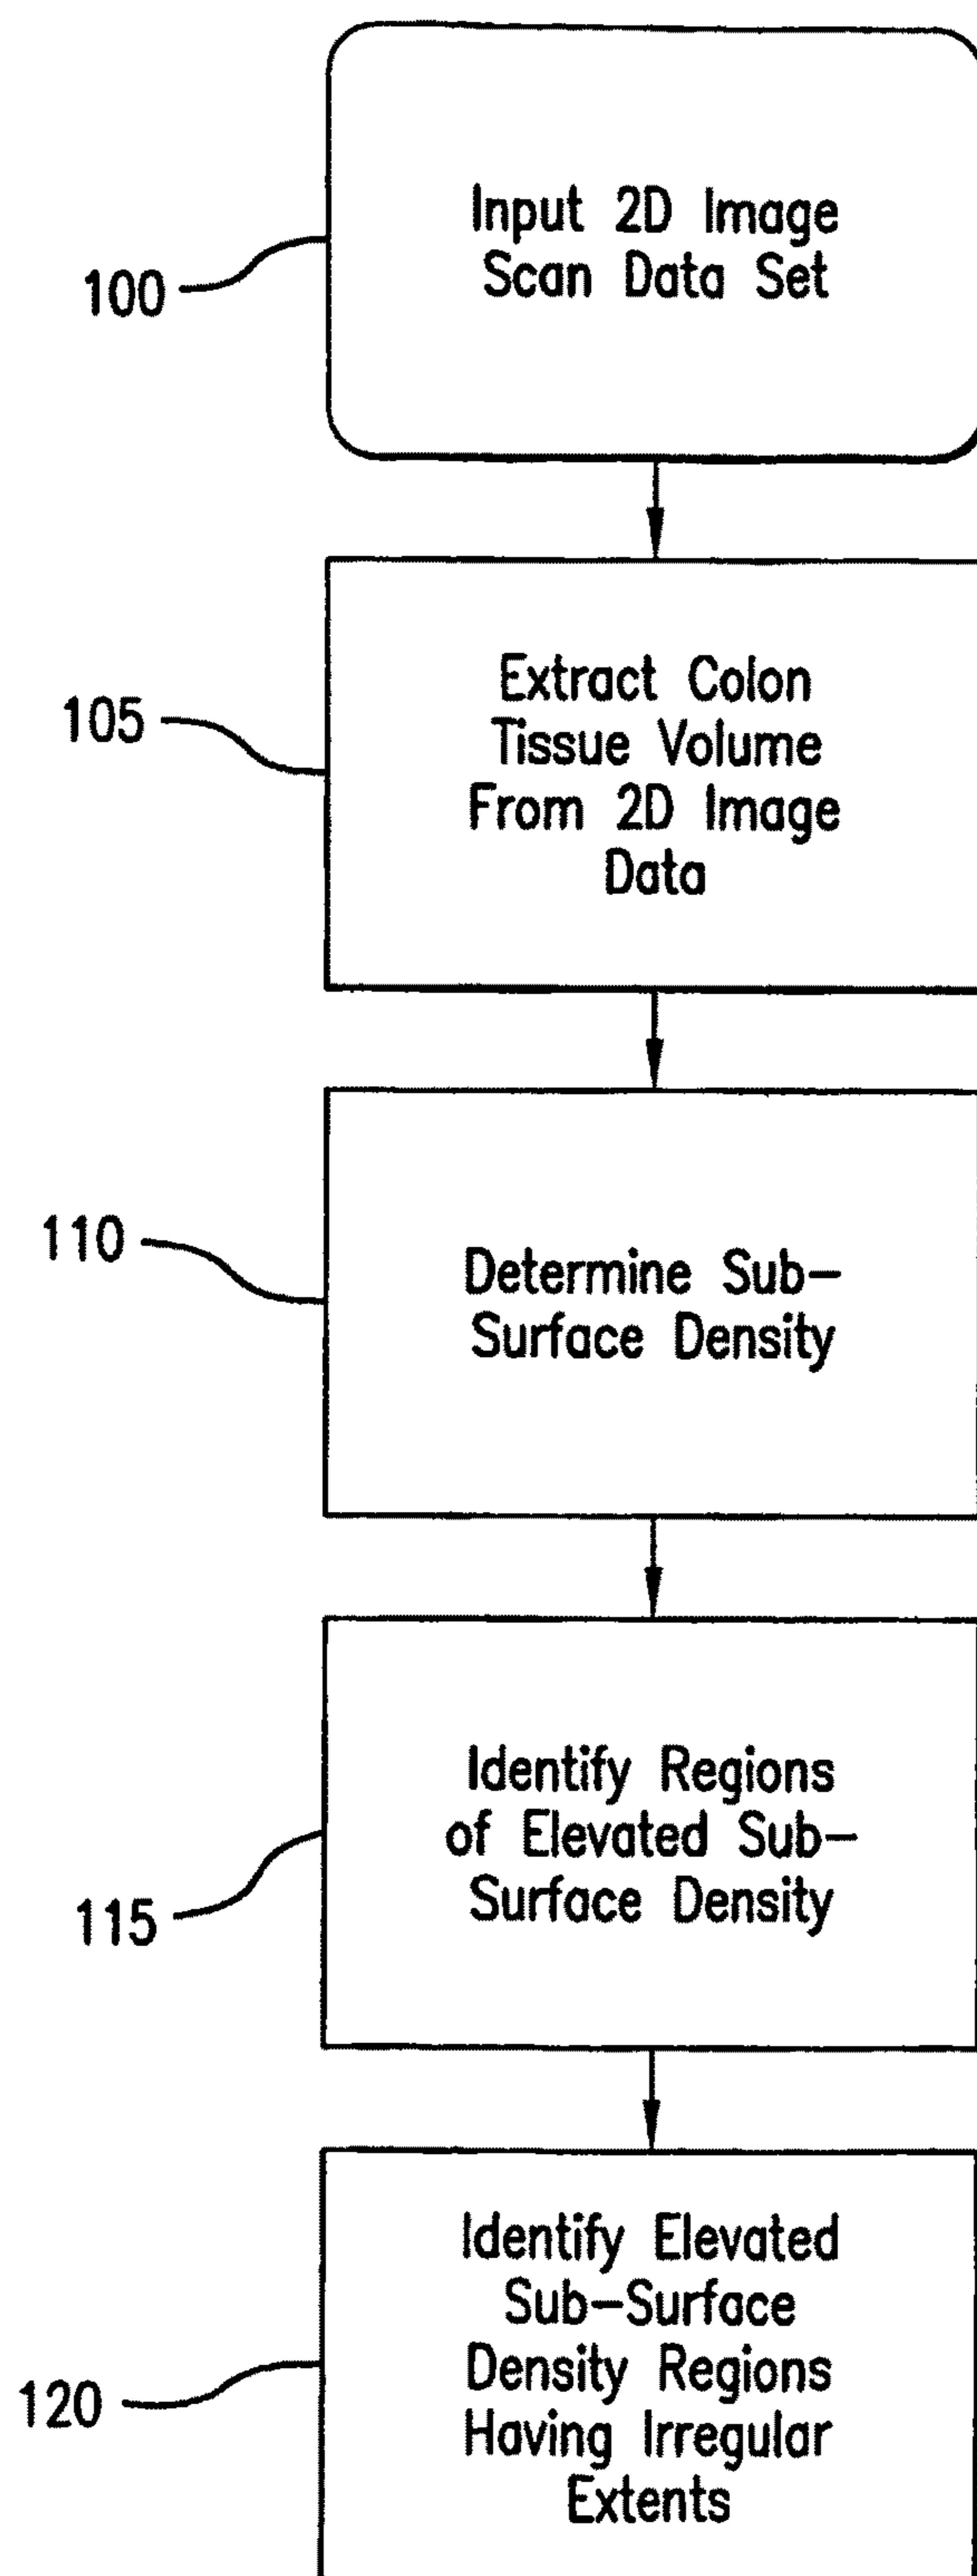 100
Input 2D Image
Scan Data Set
105
Extract Colon
Tissue Volume
From 2D Image
Data
110
Determine Sub-
Surface Density
115
Identify Regions
of Elevated Sub-
Surface Density
120
Identify Elevated
Sub-Surface
Density Regions
Having Irregular
Extents